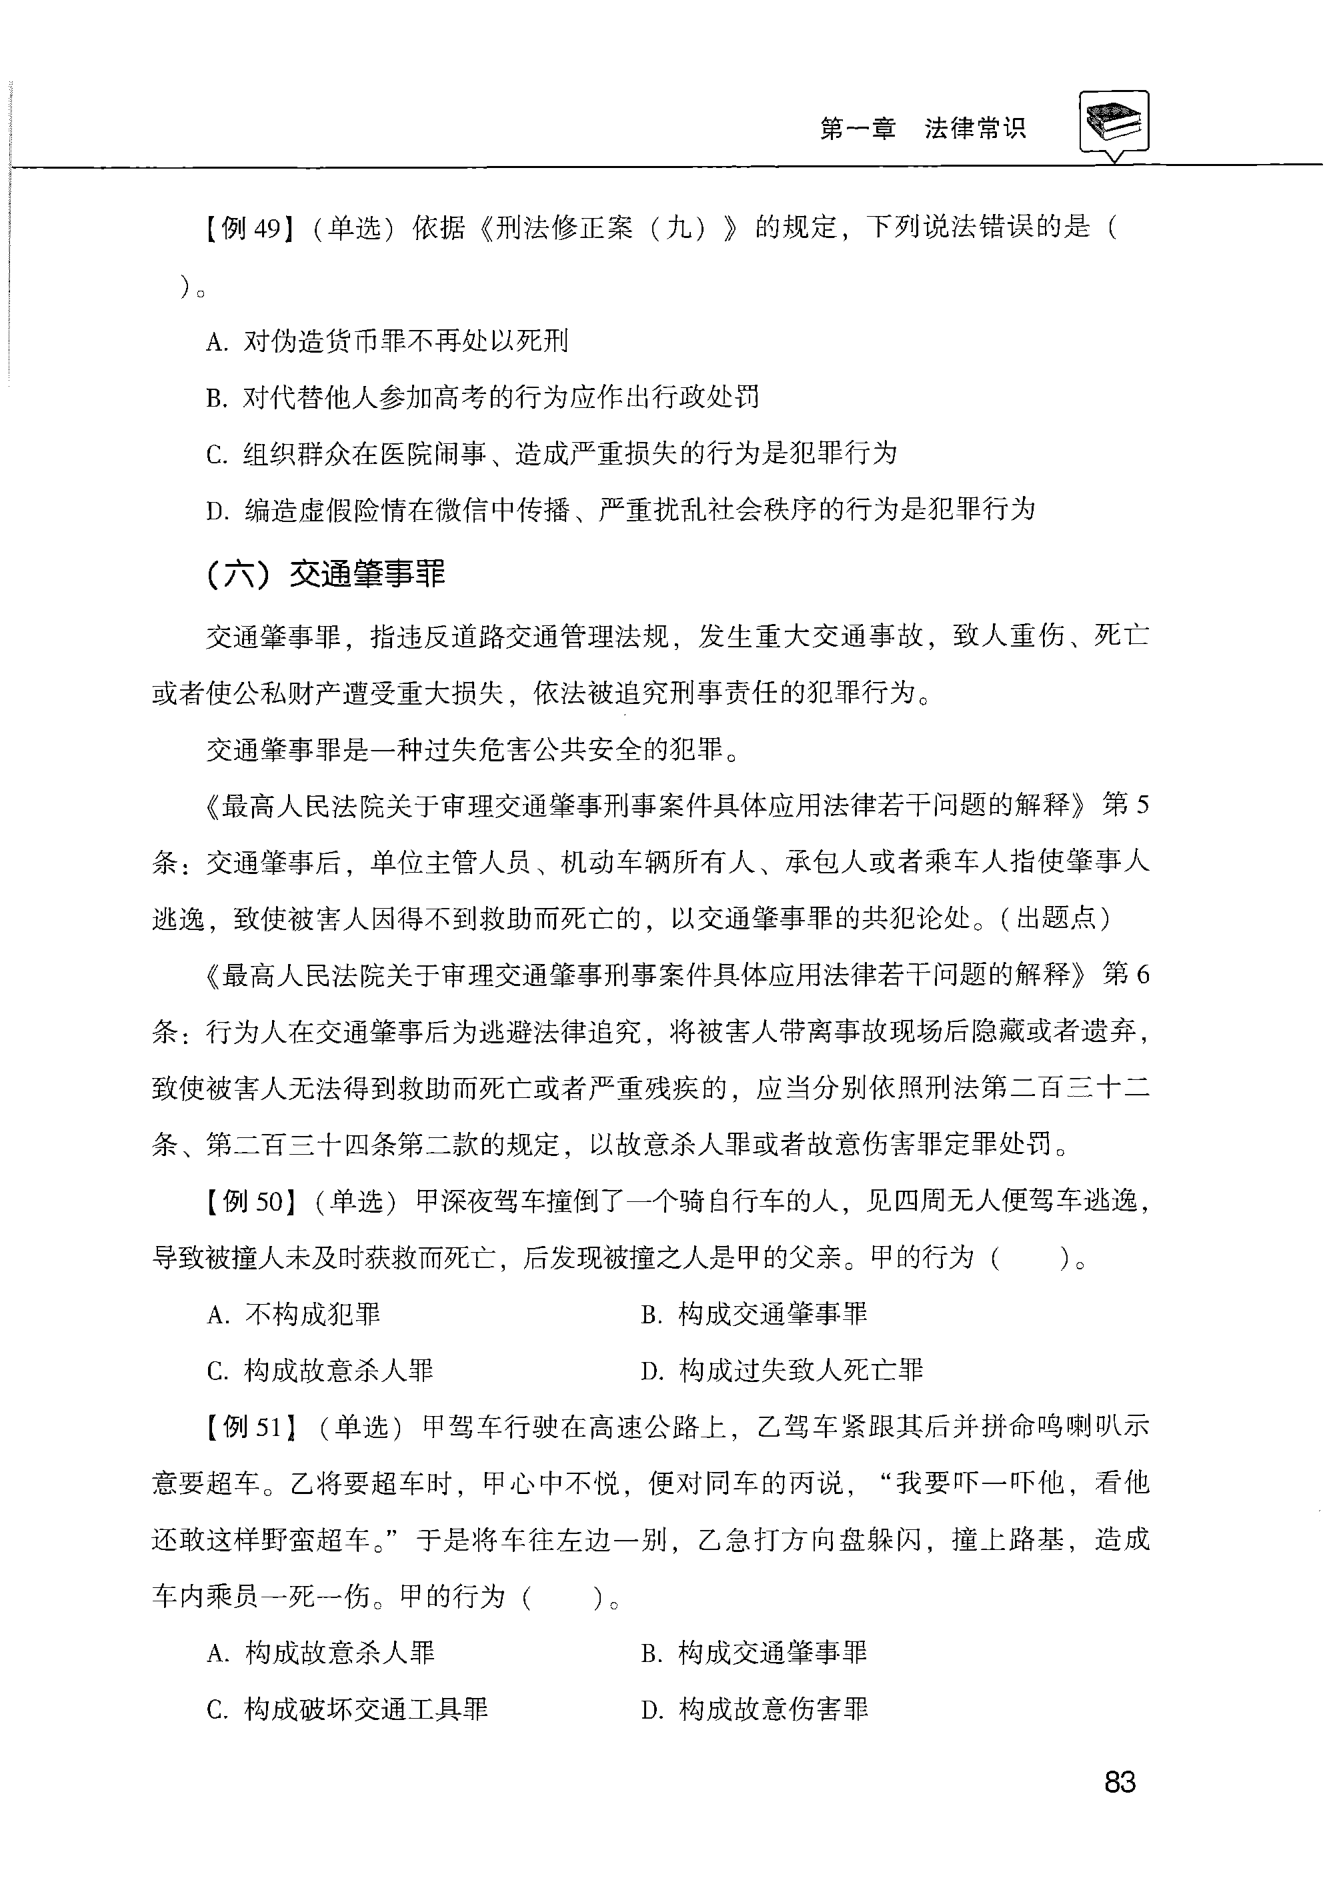 第一章 法律常识
【例 49】(单选) 依据《刑法修正案（九）》的规定，下列说法错误的是（
）。
A. 对伪造货币罪不再处以死刑
B. 对代替他人参加高考的行为应作出行政处罚
C. 组织群众在医院闹事、造成严重损失的行为是犯罪行为
D. 编造虚假险情在微信中传播、严重扰乱社会秩序的行为是犯罪行为
（六）交通肇事罪
交通肇事罪，指违反道路交通管理法规，发生重大交通事故，致人重伤、死亡
或者使公私财产遭受重大损失，依法被追究刑事责任的犯罪行为。
交通肇事罪是一种过失危害公共安全的犯罪。
《最高人民法院关于审理交通肇事刑事案件具体应用法律若干问题的解释》第 5
条：交通肇事后，单位主管人员、机动车辆所有人、承包人或者乘车人指使肇事人
逃逸，致使被害人因得不到救助而死亡的，以交通肇事罪的共犯论处。(出题点)
《最高人民法院关于审理交通肇事刑事案件具体应用法律若干问题的解释》第 6
条：行为人在交通肇事后为逃避法律追究，将被害人带离事故现场后隐藏或者遗弃，
致使被害人无法得到救助而死亡或者严重残疾的，应当分别依照刑法第二百三十二
条、第二百三十四条第二款的规定，以故意杀人罪或者故意伤害罪定罪处罚。
【例 50】(单选) 甲深夜驾车撞倒了一个骑自行车的人，见四周无人便驾车逃逸，
导致被撞人未及时获救而死亡，后发现被撞之人是甲的父亲。甲的行为（ ）。
A. 不构成犯罪 B. 构成交通肇事罪
C. 构成故意杀人罪 D. 构成过失致人死亡罪
【例 51】(单选) 甲驾车行驶在高速公路上，乙驾车紧跟其后并拼命鸣喇叭示
意要超车。乙将要超车时，甲心中不悦，便对同车的丙说，“我要吓一吓他，看他
还敢这样野蛮超车。”于是将车往左边一别，乙急打方向盘躲闪，撞上路基，造成
车内乘员一死一伤。甲的行为（ ）。
A. 构成故意杀人罪 B. 构成交通肇事罪
C. 构成破坏交通工具罪 D. 构成故意伤害罪
83